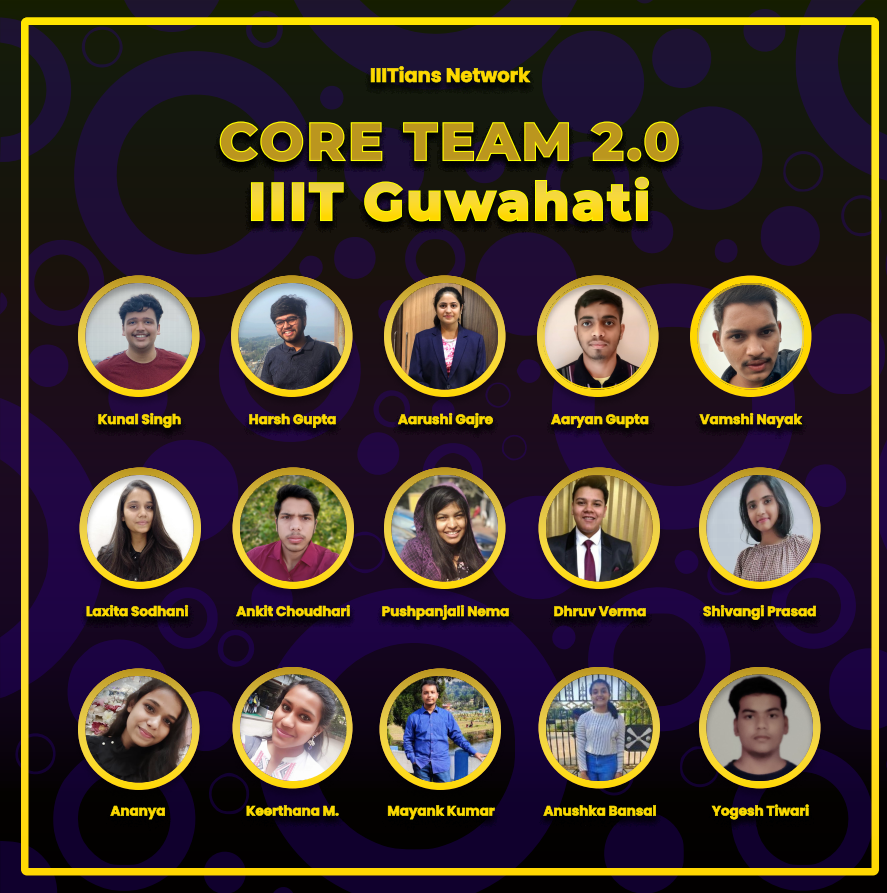 IIITians Network
CORE TEAM 2.0
IIIT Guwahati
Kunal Singh
Harsh Gupta
Aarushi Gajre
Aaryan Gupta
Vamshi Nayak
Laxita Sodhani
Ankit Choudhari
Pushpanjali Nema
Dhruv Verma
Shivangi Prasad
Ananya
Keerthana M.
Mayank Kumar
Anushka Bansal
Yogesh Tiwari